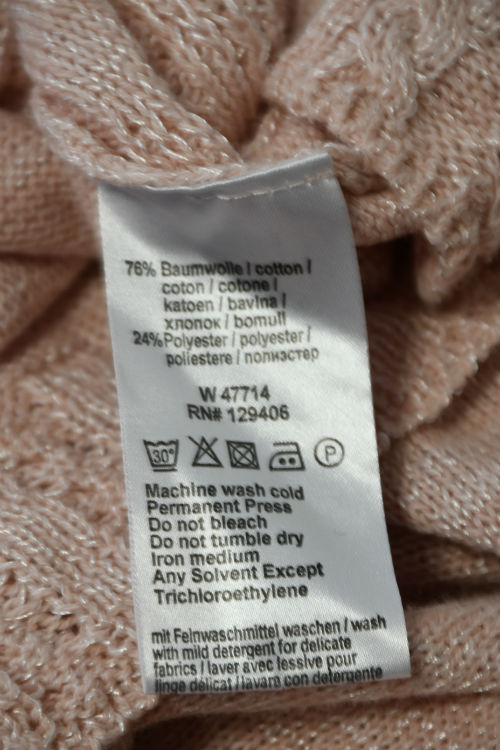 76% Baumwolle / cotton /
coton / cotone /
katoen / bavlna /
хлопок / bomull
24%Polyester / polyester /
poliestere / полиэстер
W 47714
RN# 129406
30°
P
Machine wash cold
Permanent Press
Do not bleach
Do not tumble dry
Iron medium
Any Solvent Except
Trichloroethylene
mit Feinwaschmittel waschen / wash
with mild detergent for delicate
fabrics / laver avec lessive pour
linge délicat / lavare con detergente